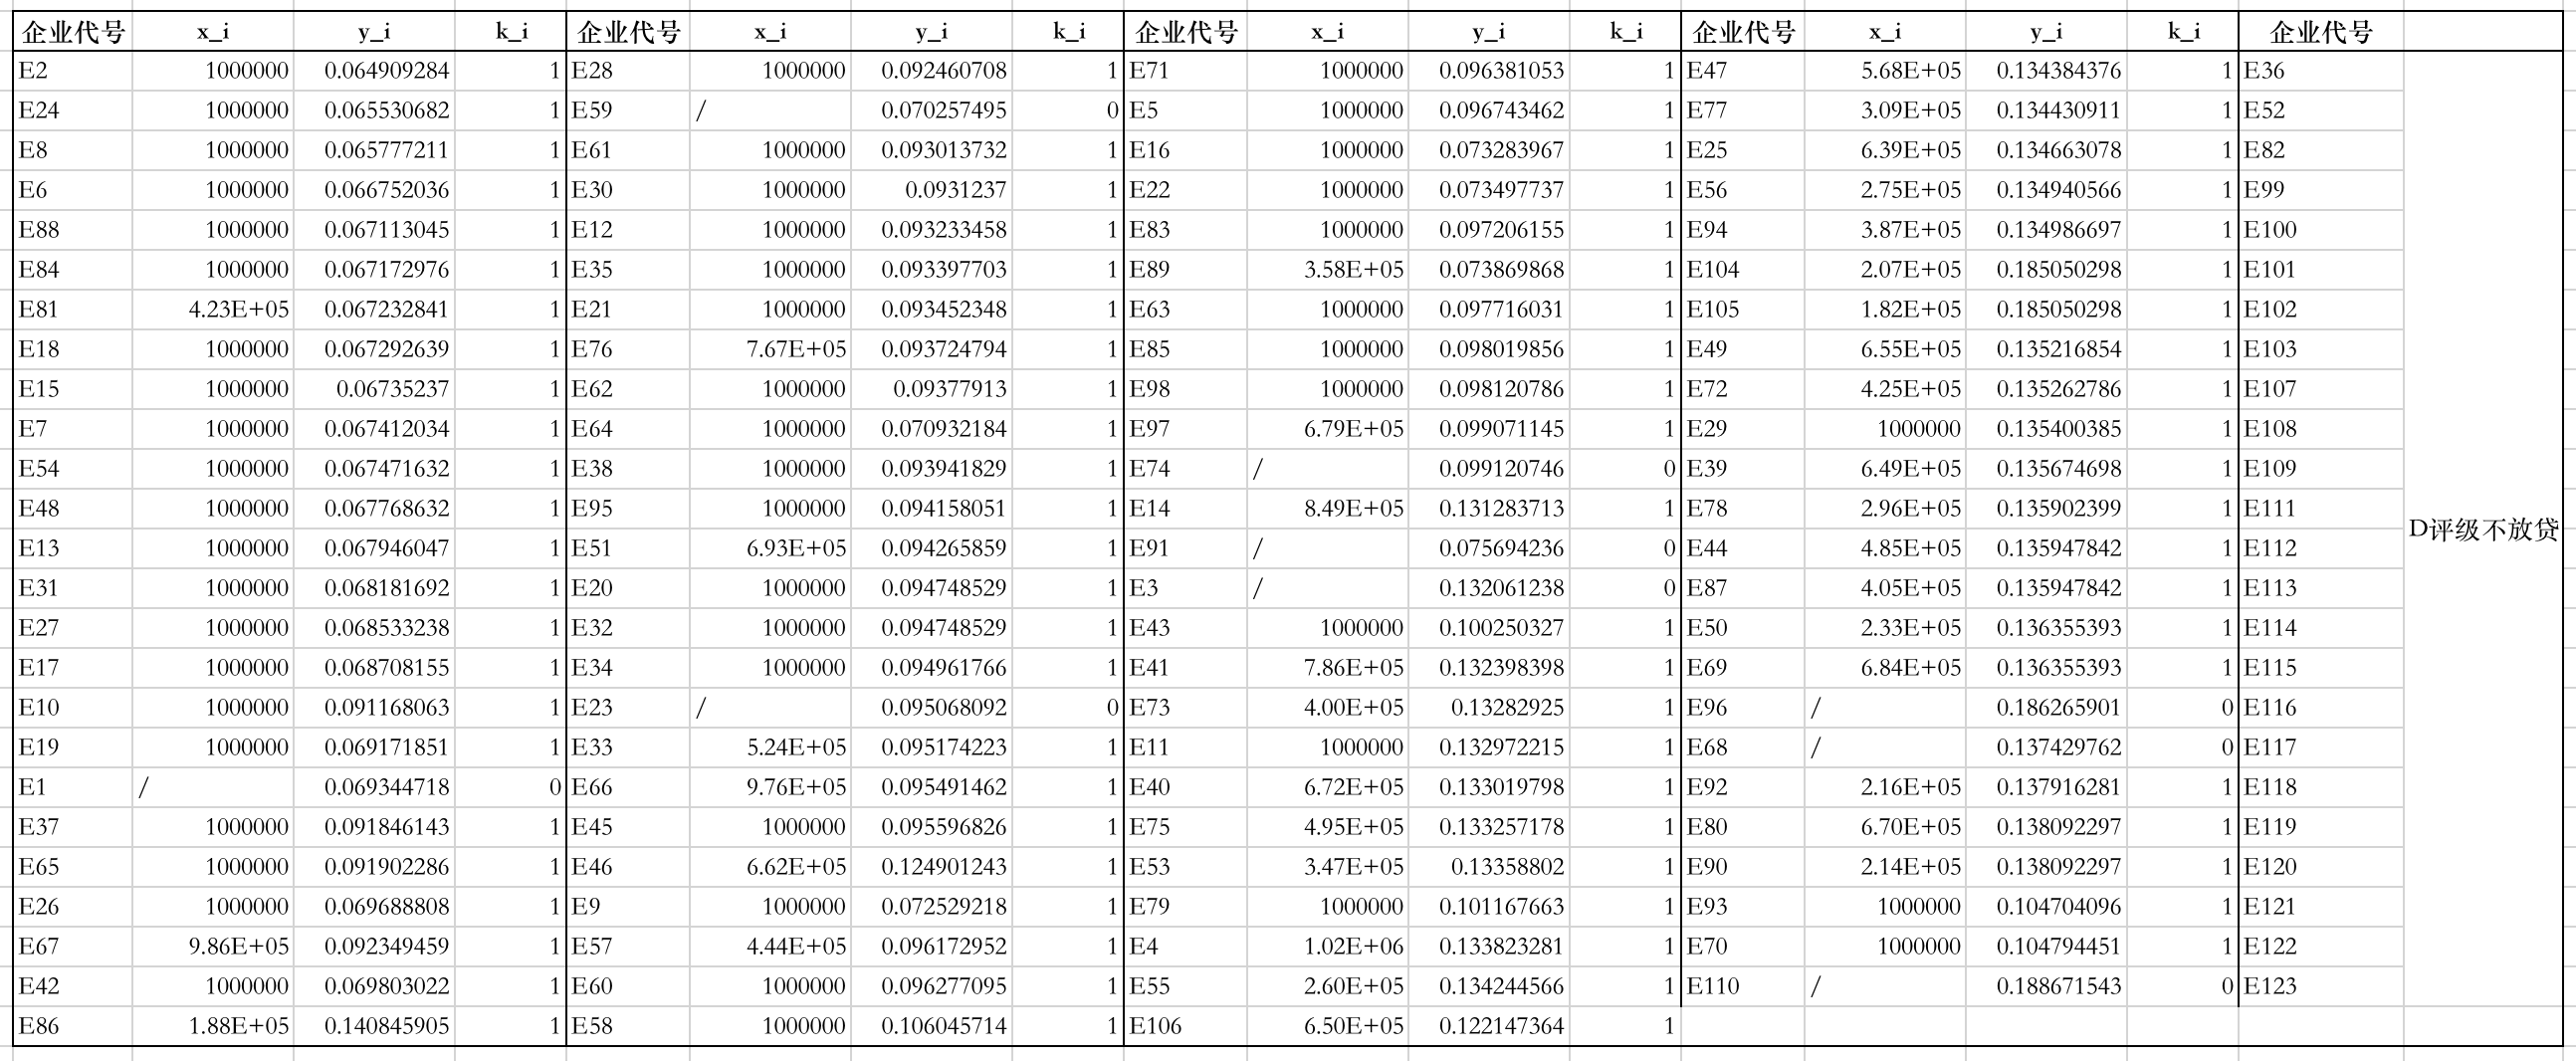 企业代号 x_i y_i k_i 企业代号 x_i y_i k_i 企业代号 x_i y_i k_i 企业代号 x_i y_i k_i 企业代号
E2 1000000 0.064909284 1 E28 1000000 0.092460708 1 E71 1000000 0.096381053 1 E47 5.68E+05 0.134384376 1 E36
E24 1000000 0.065530682 1 E59 / 0.070257495 0 E5 1000000 0.096743462 1 E77 3.09E+05 0.134430911 1 E52
E8 1000000 0.065777211 1 E61 1000000 0.093013732 1 E16 1000000 0.073283967 1 E25 6.39E+05 0.134663078 1 E82
E6 1000000 0.066752036 1 E30 1000000 0.0931237 1 E22 1000000 0.073497737 1 E56 2.75E+05 0.134940566 1 E99
E88 1000000 0.067113045 1 E12 1000000 0.093233458 1 E83 1000000 0.097206155 1 E94 3.87E+05 0.134986697 1 E100
E84 1000000 0.067172976 1 E35 1000000 0.093397703 1 E89 3.58E+05 0.073869868 1 E104 2.07E+05 0.185050298 1 E101
E81 4.23E+05 0.067232841 1 E21 1000000 0.093452348 1 E63 1000000 0.097716031 1 E105 1.82E+05 0.185050298 1 E102
E18 1000000 0.067292639 1 E76 7.67E+05 0.093724794 1 E85 1000000 0.098019856 1 E49 6.55E+05 0.135216854 1 E103
E15 1000000 0.06735237 1 E62 1000000 0.09377913 1 E98 1000000 0.098120786 1 E72 4.25E+05 0.135262786 1 E107
E7 1000000 0.067412034 1 E64 1000000 0.070932184 1 E97 6.79E+05 0.099071145 1 E29 1000000 0.135400385 1 E108
E54 1000000 0.067471632 1 E38 1000000 0.093941829 1 E74 / 0.099120746 0 E39 6.49E+05 0.135674698 1 E109
E48 1000000 0.067768632 1 E95 1000000 0.094158051 1 E14 8.49E+05 0.131283713 1 E78 2.96E+05 0.135902399 1 E111
E13 1000000 0.067946047 1 E51 6.93E+05 0.094265859 1 E91 / 0.075694236 0 E44 4.85E+05 0.135947842 1 E112 D评级不放贷
E31 1000000 0.068181692 1 E20 1000000 0.094748529 1 E3 / 0.132061238 0 E87 4.05E+05 0.135947842 1 E113
E27 1000000 0.068533238 1 E32 1000000 0.094748529 1 E43 1000000 0.100250327 1 E50 2.33E+05 0.136355393 1 E114
E17 1000000 0.068708155 1 E34 1000000 0.094961766 1 E41 7.86E+05 0.132398398 1 E69 6.84E+05 0.136355393 1 E115
E10 1000000 0.091168063 1 E23 / 0.095068092 0 E73 4.00E+05 0.13282925 1 E96 / 0.186265901 0 E116
E19 1000000 0.069171851 1 E33 5.24E+05 0.095174223 1 E11 1000000 0.132972215 1 E68 / 0.137429762 0 E117
E1 / 0.069344718 0 E66 9.76E+05 0.095491462 1 E40 6.72E+05 0.133019798 1 E92 2.16E+05 0.137916281 1 E118
E37 1000000 0.091846143 1 E45 1000000 0.095596826 1 E75 4.95E+05 0.133257178 1 E80 6.70E+05 0.138092297 1 E119
E65 1000000 0.091902286 1 E46 6.62E+05 0.124901243 1 E53 3.47E+05 0.13358802 1 E90 2.14E+05 0.138092297 1 E120
E26 1000000 0.069688808 1 E9 1000000 0.072529218 1 E79 1000000 0.101167663 1 E93 1000000 0.104704096 1 E121
E67 9.86E+05 0.092349459 1 E57 4.44E+05 0.096172952 1 E4 1.02E+06 0.133823281 1 E70 1000000 0.104794451 1 E122
E42 1000000 0.069803022 1 E60 1000000 0.096277095 1 E55 2.60E+05 0.134244566 1 E110 / 0.188671543 0 E123
E86 1.88E+05 0.140845905 1 E58 1000000 0.106045714 1 E106 6.50E+05 0.122147364 1